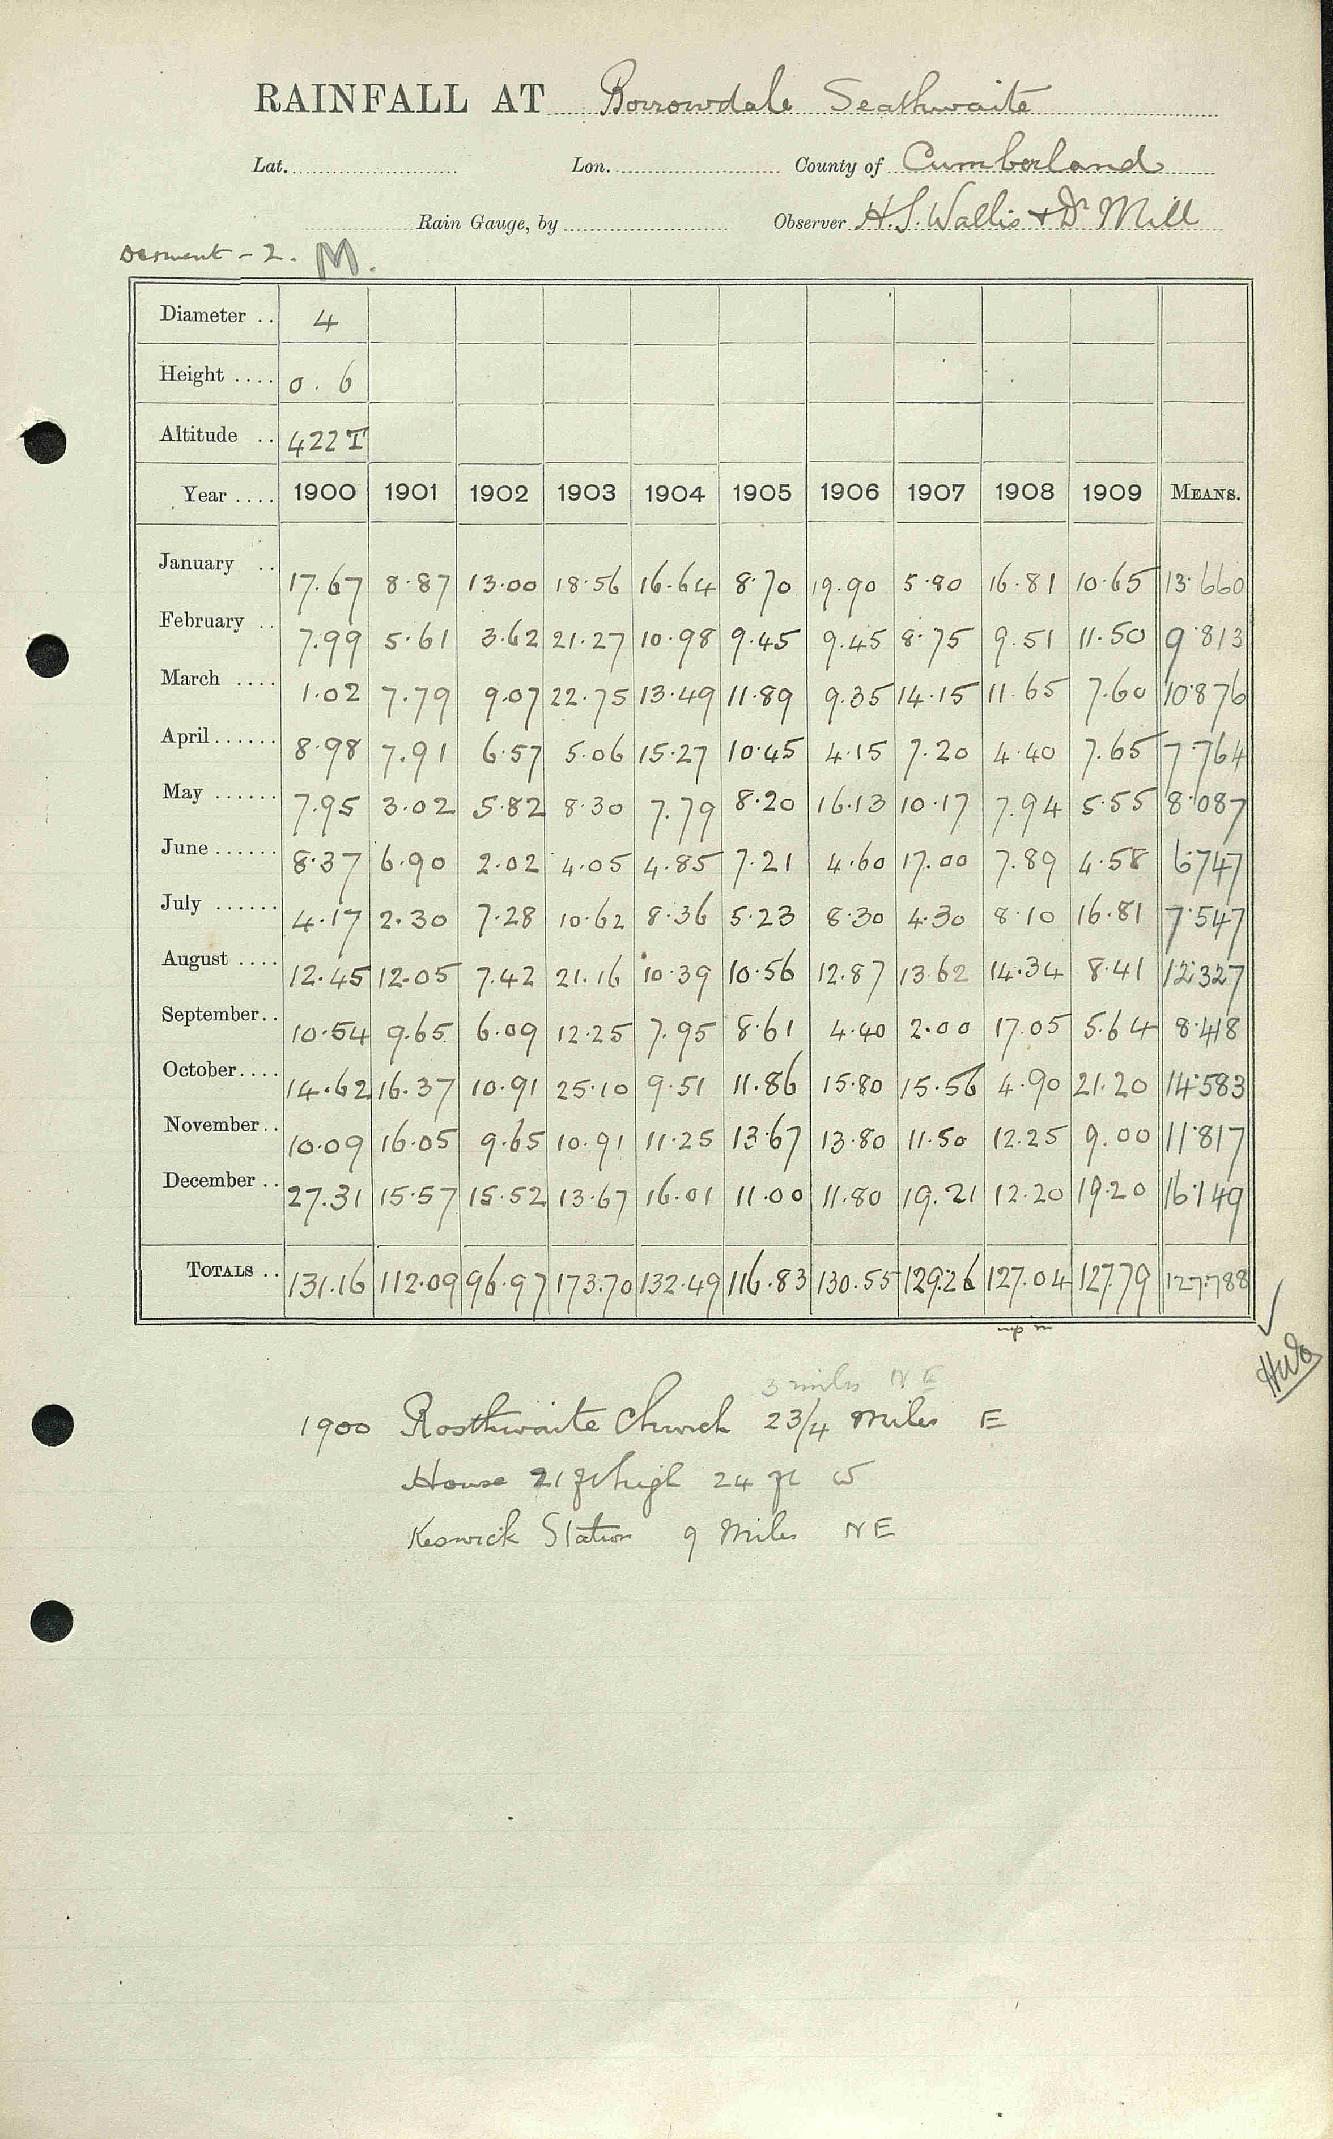 RAINFALL AT Borrowdale Seathwaite
Lat. Lon. County of Cumberland
Rain Gauge, by Observer H.S. Wallis + Dr Mill
Derwent - 2. M.
Diameter .. 4
Height .... 0.6
Altitude .. 422 T
Year .... 1900 1901 1902 1903 1904 1905 1906 1907 1908 1909 MEANS.
January .. 17.67 8.87 13.00 18.56 16.64 8.70 19.90 5.80 16.81 10.65 13.660
February .. 7.99 5.61 3.62 21.27 10.98 9.45 9.45 8.75 9.51 11.50 9.813
March .... 1.02 7.79 9.07 22.75 13.49 11.89 9.35 14.15 11.65 7.60 10.876
April...... 8.98 7.91 6.57 5.06 15.27 10.45 4.15 7.20 4.40 7.65 7.764
May ...... 7.95 3.02 5.82 8.30 7.79 8.20 16.13 10.17 7.94 5.55 8.087
June...... 8.37 6.90 2.02 4.05 4.85 7.21 4.60 17.00 7.89 4.58 6.747
July ...... 4.17 2.30 7.28 10.62 8.36 5.23 8.30 4.30 8.10 16.81 7.547
August .... 12.45 12.05 7.42 21.16 10.39 10.56 12.87 13.62 14.34 8.41 12.327
September.. 10.54 9.65 6.09 12.25 7.95 8.61 4.40 2.00 17.05 5.64 8.418
October.... 14.62 16.37 10.91 25.10 9.51 11.86 15.80 15.56 4.90 21.20 14.583
November.. 10.09 16.05 9.65 10.91 11.25 13.67 13.80 11.50 12.25 9.00 11.817
December .. 27.31 15.57 15.52 13.67 16.01 11.00 11.80 19.21 12.20 19.20 16.149
TOTALS .. 131.16 112.09 96.97 173.70 132.49 116.83 130.55 129.26 127.04 127.79 127.788
3 miles NE
1900 Rosthwaite Church 2 3/4 Miles E
House 21 ft high 24 ft W
Keswick Station 9 Miles NE